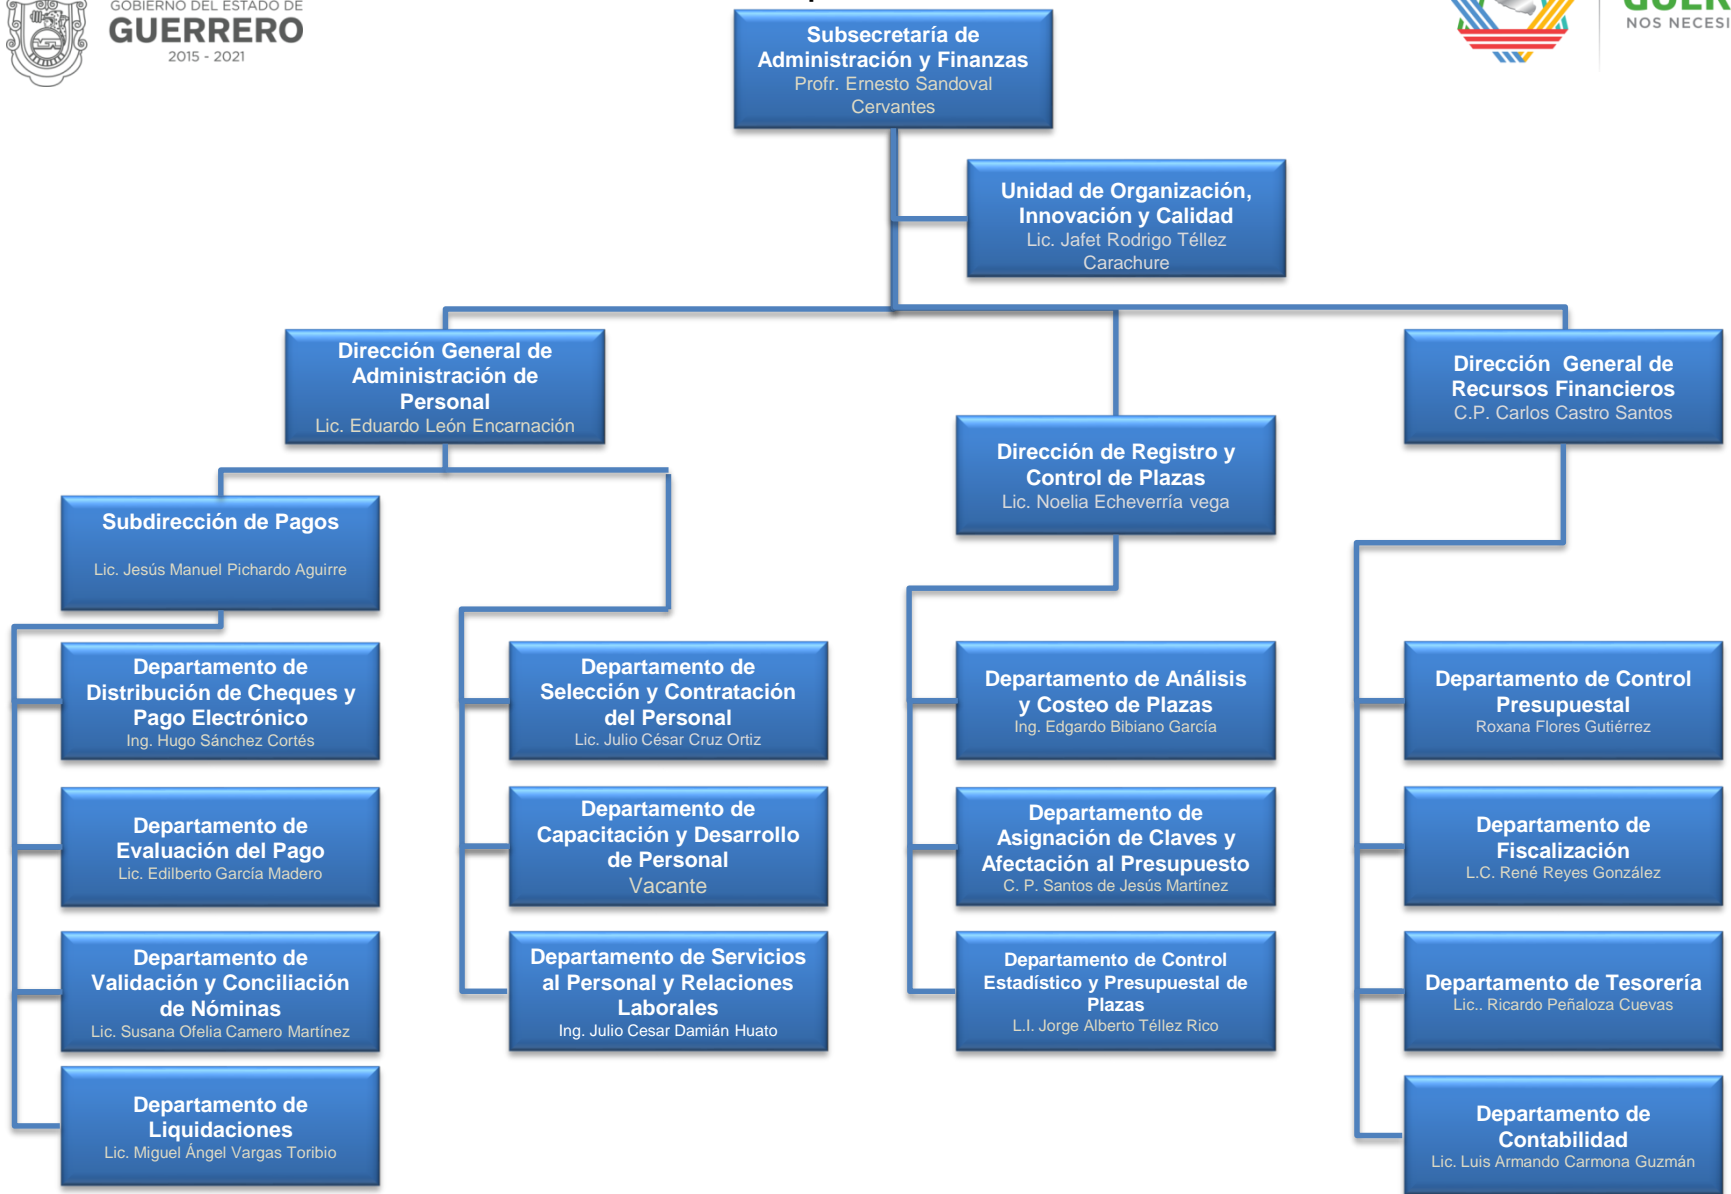 GOBIERNO DEL ESTADO DE
GUERRERO
2015 - 2021
NOS NECESI
Subsecretaría de
Administración y Finanzas
Profr. Ernesto Sandoval
Cervantes
Unidad de Organización,
Innovación y Calidad
Lic. Jafet Rodrigo Téllez
Carachure
Dirección General de
Administración de
Personal
Lic. Eduardo León Encarnación
Dirección de Registro y
Control de Plazas
Lic. Noelia Echeverría vega
Dirección  General de
Recursos Financieros
C.P. Carlos Castro Santos
Subdirección de Pagos
Lic. Jesús Manuel Pichardo Aguirre
Departamento de
Distribución de Cheques y
Pago Electrónico
Ing. Hugo Sánchez Cortés
Departamento de
Evaluación del Pago
Lic. Edilberto García Madero
Departamento de
Validación y Conciliación
de Nóminas
Lic. Susana Ofelia Camero Martínez
Departamento de
Liquidaciones
Lic. Miguel Ángel Vargas Toribio
Departamento de
Selección y Contratación
del Personal
Lic. Julio César Cruz Ortiz
Departamento de
Capacitación y Desarrollo
de Personal
Vacante
Departamento de Servicios
al Personal y Relaciones
Laborales
Ing. Julio Cesar Damián Huato
Departamento de Análisis
y Costeo de Plazas
Ing. Edgardo Bibiano García
Departamento de
Asignación de Claves y
Afectación al Presupuesto
C. P. Santos de Jesús Martínez
Departamento de Control
Estadístico y Presupuestal de
Plazas
L.I. Jorge Alberto Téllez Rico
Departamento de Control
Presupuestal
Roxana Flores Gutiérrez
Departamento de
Fiscalización
L.C. René Reyes González
Departamento de Tesorería
Lic.. Ricardo Peñaloza Cuevas
Departamento de
Contabilidad
Lic. Luis Armando Carmona Guzmán